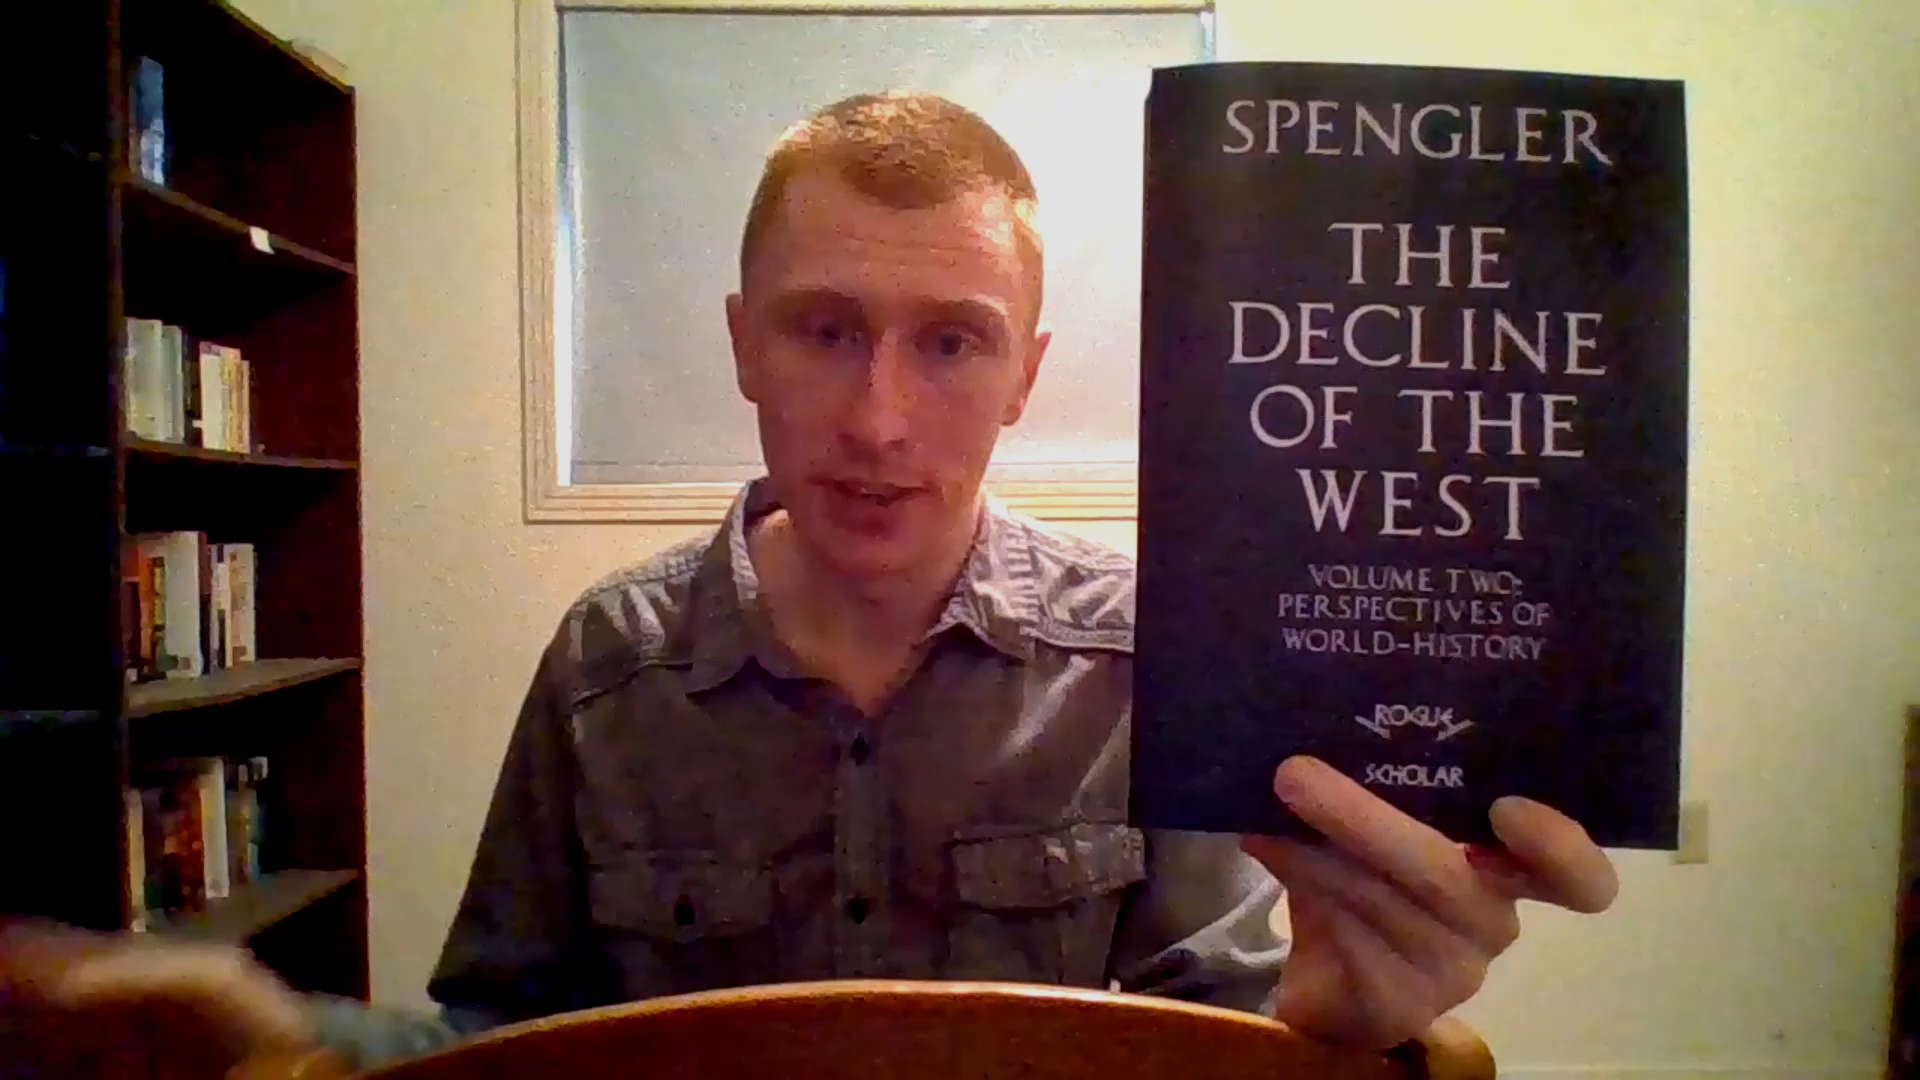 SPENGLER
THE
DECLINE
OF THE
WEST
VOLUME TWO:
PERSPECTIVES OF
WORLD-HISTORY
ROGUE
SCHOLAR